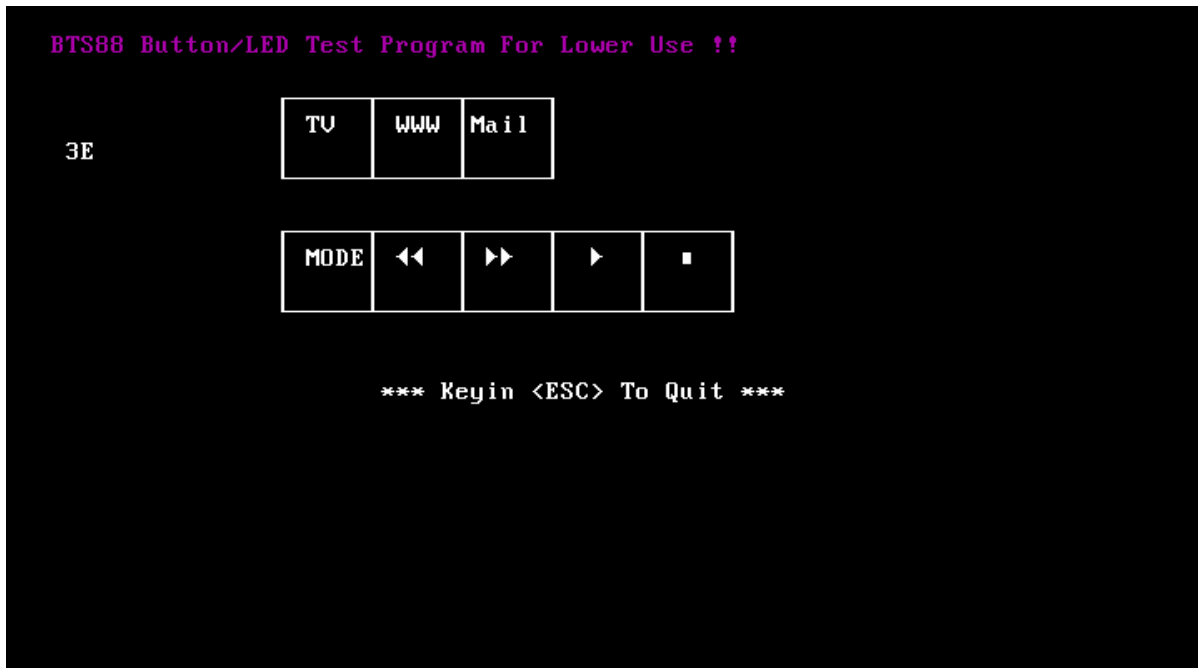 BTS88 Button/LED Test Program For Lower Use !!
TV WWW Mail
3E
MODE ◀◀ ▶▶ ▶ ■
*** Keyin <ESC> To Quit ***